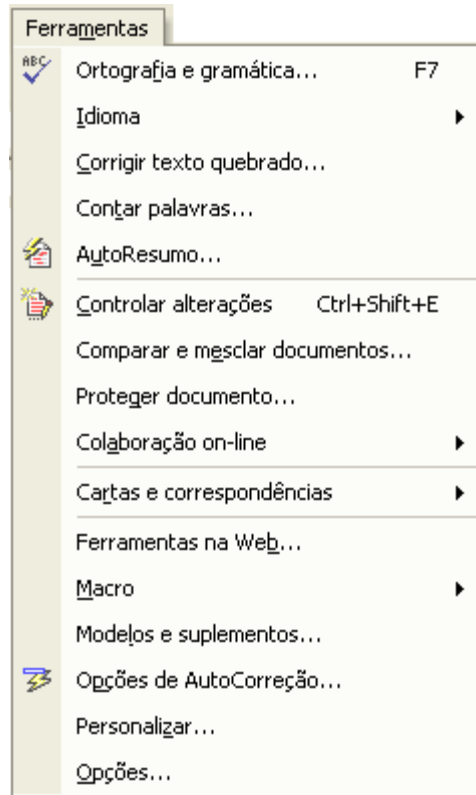 Ferramentas
ABC
Ortografia e gramática... F7
Idioma
Corrigir texto quebrado...
Contar palavras...
AutoResumo...
Controlar alterações Ctrl+Shift+E
Comparar e mesclar documentos...
Proteger documento...
Colaboração on-line
Cartas e correspondências
Ferramentas na Web...
Macro
Modelos e suplementos...
Opções de AutoCorreção...
Personalizar...
Opções...